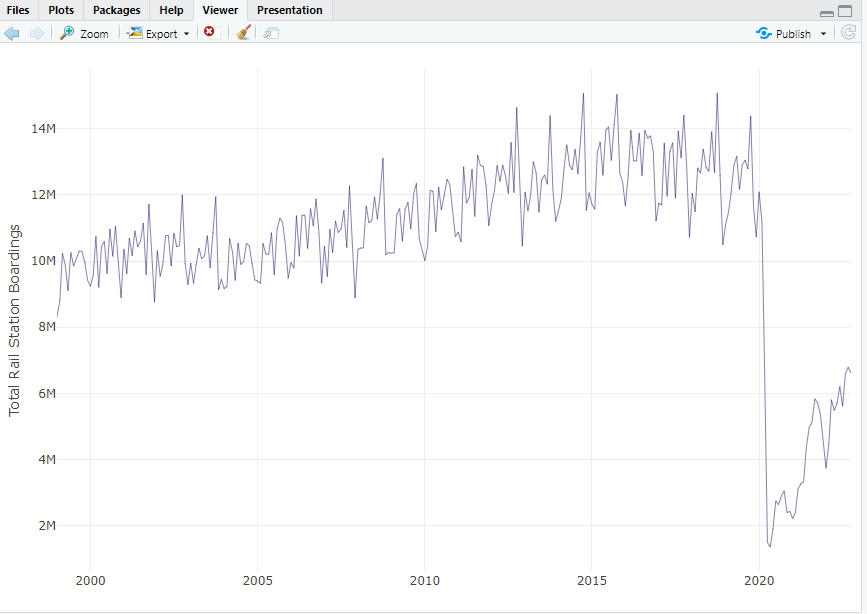 Files Plots Packages Help Viewer Presentation
Zoom Export Publish
14M
12M
10M
8M
6M
4M
2M
Total Rail Station Boardings
2000 2005 2010 2015 2020